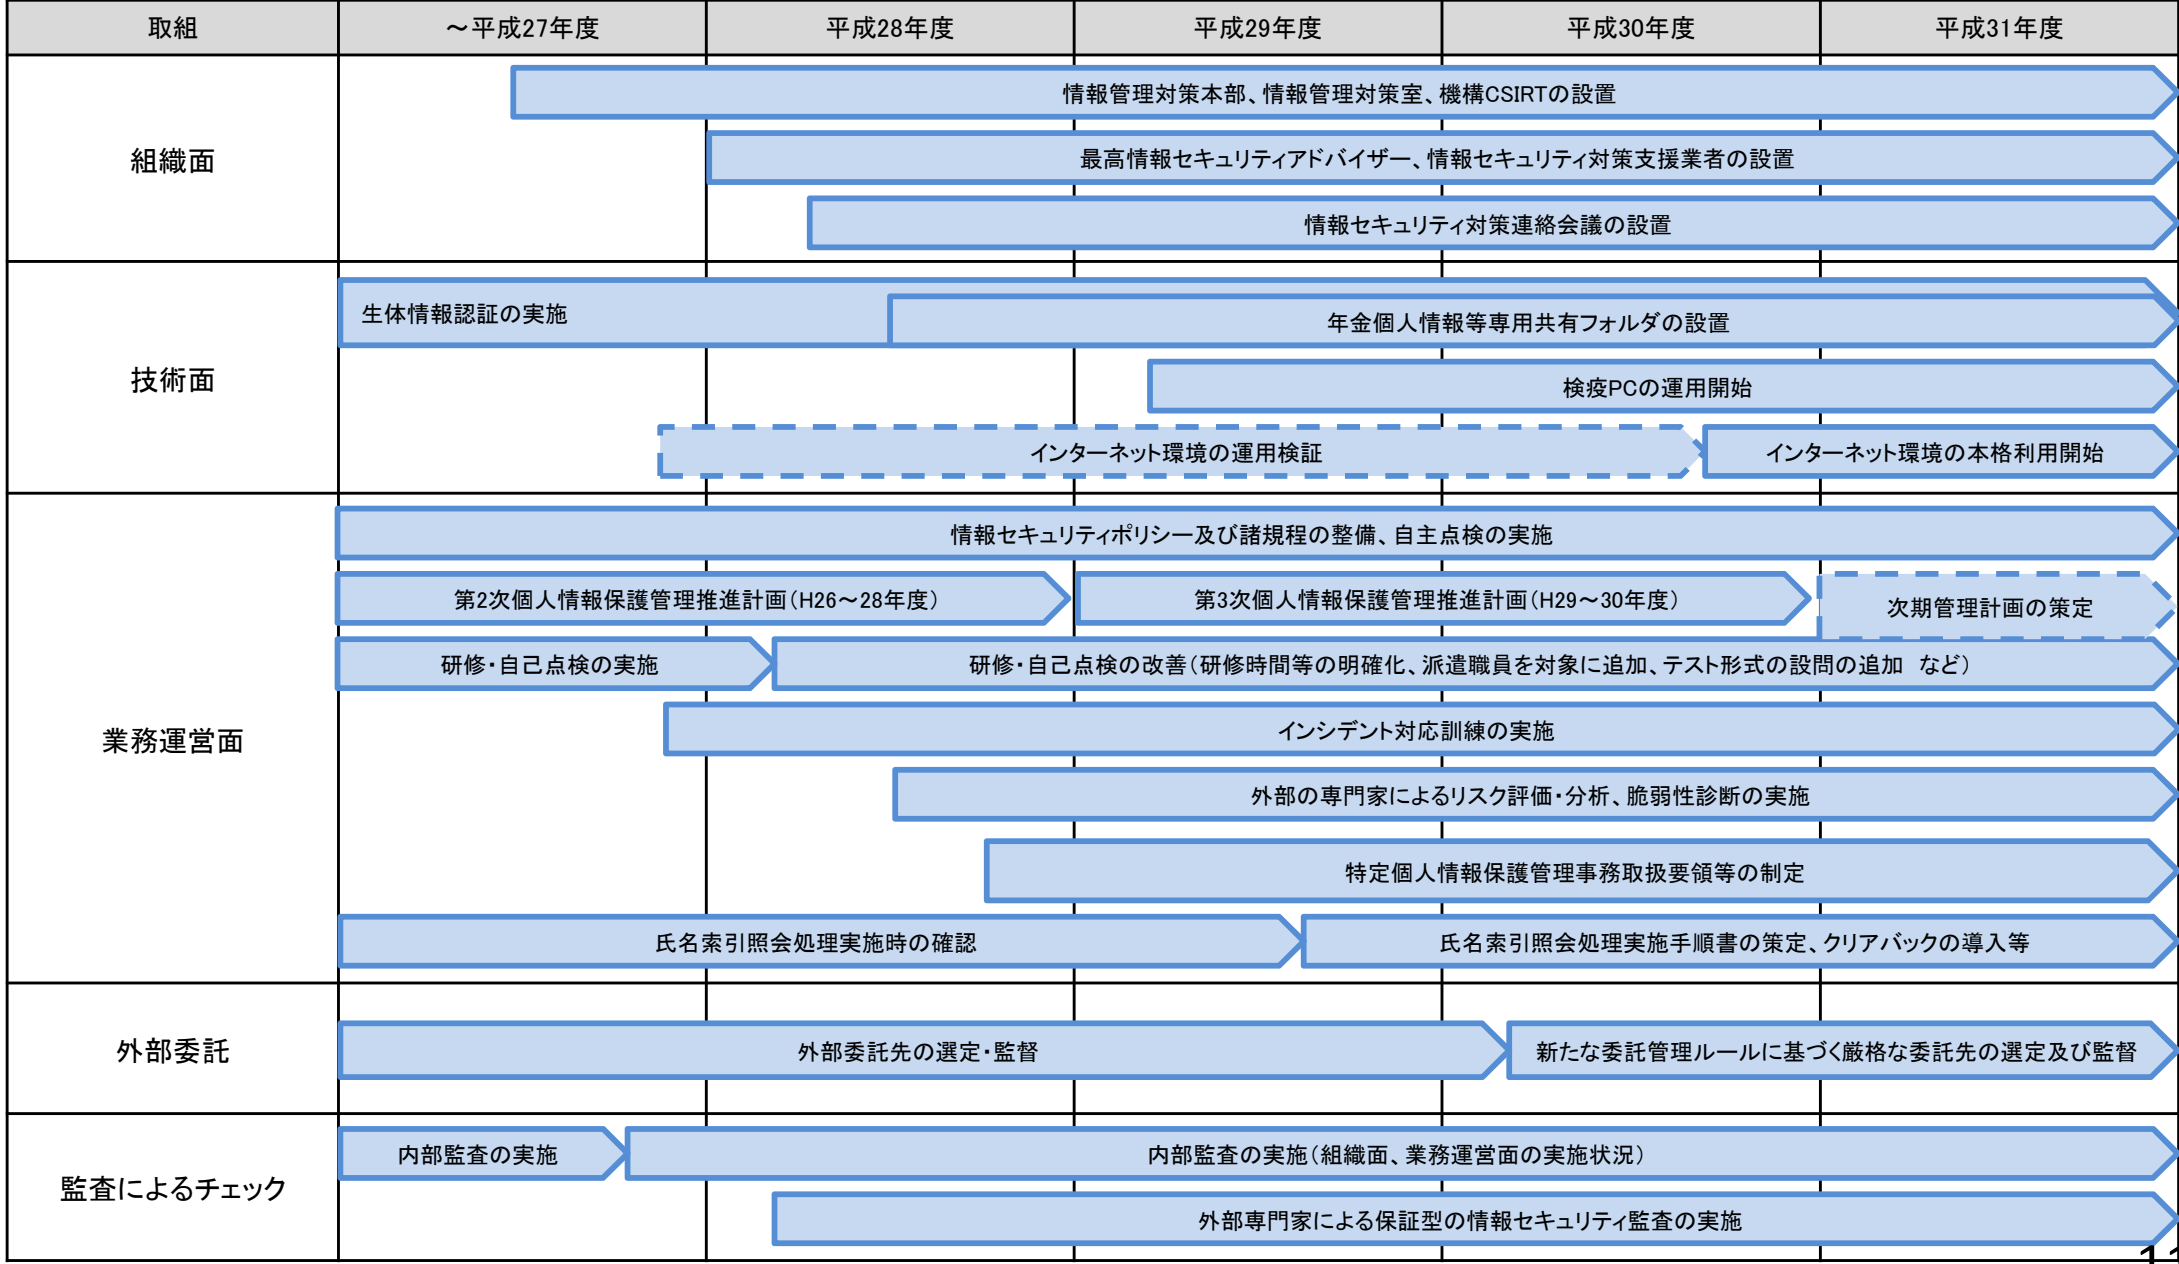 取組
～平成27年度
平成28年度
平成29年度
平成30年度
平成31年度
組織面
情報管理対策本部、情報管理対策室、機構CSIRTの設置
最高情報セキュリティアドバイザー、情報セキュリティ対策支援業者の設置
情報セキュリティ対策連絡会議の設置
技術面
生体情報認証の実施
年金個人情報等専用共有フォルダの設置
検疫PCの運用開始
インターネット環境の運用検証
インターネット環境の本格利用開始
業務運営面
情報セキュリティポリシー及び諸規程の整備、自主点検の実施
第2次個人情報保護管理推進計画（H26～28年度）
第3次個人情報保護管理推進計画（H29～30年度）
次期管理計画の策定
研修・自己点検の実施
研修・自己点検の改善（研修時間等の明確化、派遣職員を対象に追加、テスト形式の設問の追加　など）
インシデント対応訓練の実施
外部の専門家によるリスク評価・分析、脆弱性診断の実施
特定個人情報保護管理事務取扱要領等の制定
氏名索引照会処理実施時の確認
氏名索引照会処理実施手順書の策定、クリアバックの導入等
外部委託
外部委託先の選定・監督
新たな委託管理ルールに基づく厳格な委託先の選定及び監督
監査によるチェック
内部監査の実施
内部監査の実施（組織面、業務運営面の実施状況）
外部専門家による保証型の情報セキュリティ監査の実施